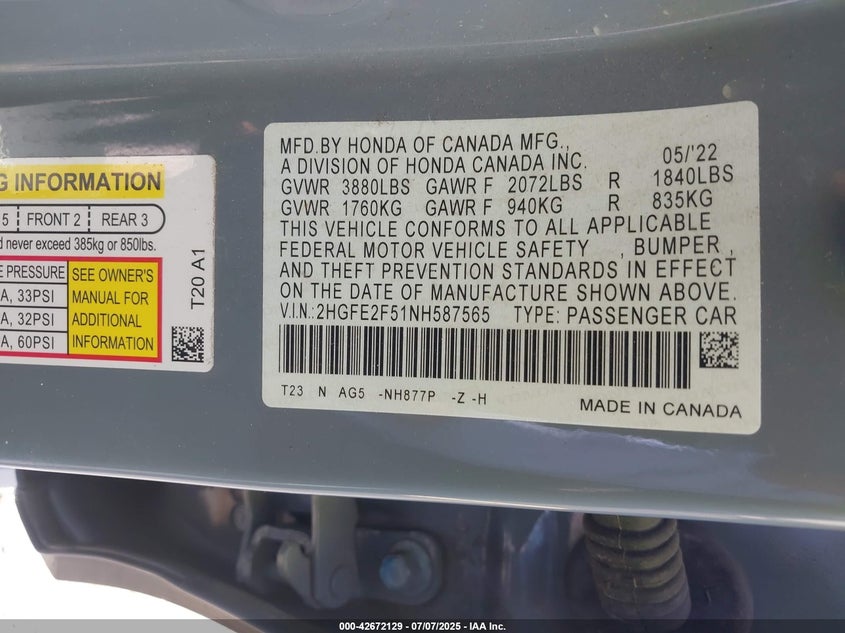 G INFORMATION
5 FRONT 2 REAR 3
d never exceed 385kg or 850lbs.
E PRESSURE
A, 33PSI
A, 32PSI
A, 60PSI
SEE OWNER'S
MANUAL FOR
ADDITIONAL
INFORMATION
T20 A1
MFD.BY HONDA OF CANADA MFG.,
A DIVISION OF HONDA CANADA INC. 05/'22
GVWR 3880LBS GAWR F 2072LBS R 1840LBS
GVWR 1760KG GAWR F 940KG R 835KG
THIS VEHICLE CONFORMS TO ALL APPLICABLE
FEDERAL MOTOR VEHICLE SAFETY , BUMPER ,
AND THEFT PREVENTION STANDARDS IN EFFECT
ON THE DATE OF MANUFACTURE SHOWN ABOVE.
V.I.N.: 2HGFE2F51NH587565 TYPE: PASSENGER CAR
T23 N AG5 -NH877P -Z -H
MADE IN CANADA
000-42672129 | 07/07/2025 - IAA Inc.